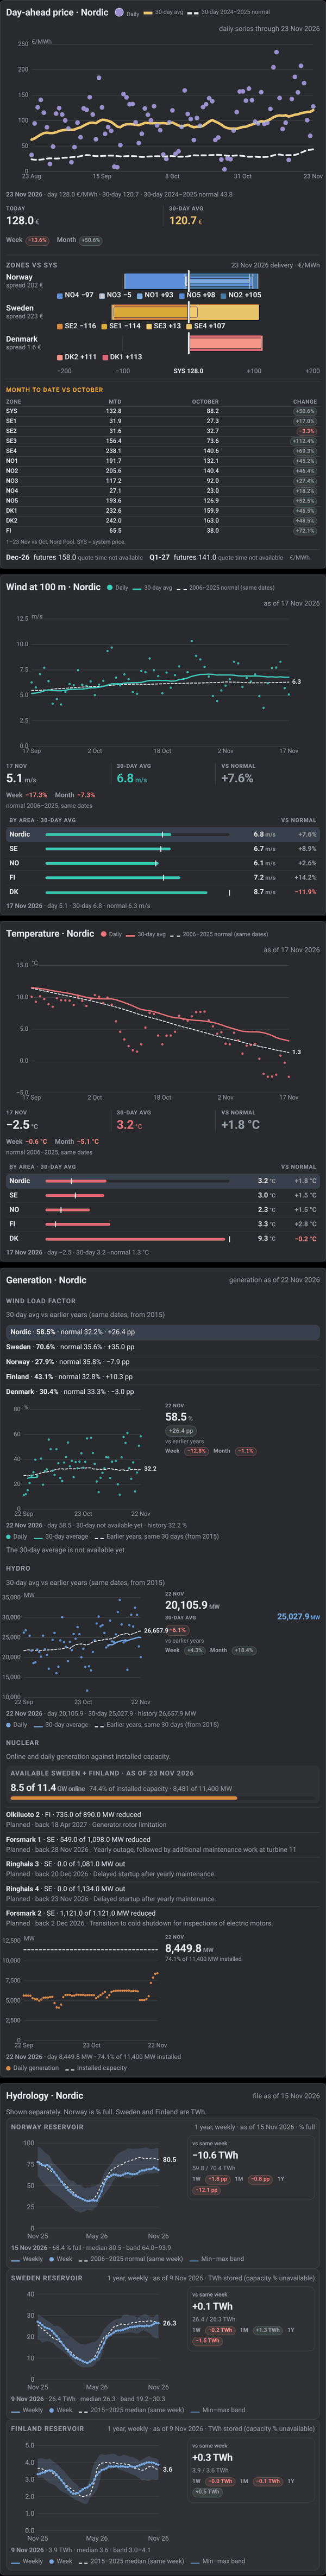 Day-ahead price · Nordic Daily 30-day avg 30-day 2024–2025 normal
daily series through 23 Nov 2026
€/MWh
250
200
150
100
50
0
23 Aug 15 Sep 8 Oct 31 Oct 23 Nov
23 Nov 2026 · day 128.0 €/MWh · 30-day 120.7 · 30-day 2024–2025 normal 43.8
TODAY 30-DAY AVG
128.0 € 120.7 €
Week −13.6% Month +50.6%
ZONES VS SYS 23 Nov 2026 delivery · €/MWh
Norway
spread 202 €
NO4 −97 NO3 −5 NO1 +93 NO5 +98 NO2 +105
Sweden
spread 223 €
SE2 −116 SE1 −114 SE3 +13 SE4 +107
Denmark
spread 1.6 €
DK2 +111 DK1 +113
−200 −100 SYS 128.0 +100 +200
MONTH TO DATE VS OCTOBER
ZONE MTD OCTOBER CHANGE
SYS 132.8 88.2 +50.6%
SE1 31.9 27.3 +17.0%
SE2 31.6 32.7 −3.3%
SE3 156.4 73.6 +112.4%
SE4 238.1 140.6 +69.3%
NO1 191.7 132.1 +45.2%
NO2 205.6 140.4 +46.4%
NO3 117.2 92.0 +27.4%
NO4 27.1 23.0 +18.2%
NO5 193.6 126.9 +52.5%
DK1 232.6 159.9 +45.5%
DK2 242.0 163.0 +48.5%
FI 65.5 38.0 +72.1%
1–23 Nov vs Oct, Nord Pool. SYS = system price.
Dec-26 futures 158.0 quote time not available Q1-27 futures 141.0 quote time not available €/MWh
Wind at 100 m · Nordic Daily 30-day avg 2006–2025 normal (same dates)
as of 17 Nov 2026
m/s
12.5
10.0
7.5
5.0
2.5
0.0
6.3
17 Sep 2 Oct 18 Oct 2 Nov 17 Nov
17 NOV 30-DAY AVG VS NORMAL
5.1 m/s 6.8 m/s +7.6%
Week −17.3% Month −7.3%
normal 2006–2025, same dates
BY AREA · 30-DAY AVG VS NORMAL
Nordic 6.8 m/s +7.6%
SE 6.7 m/s +8.9%
NO 6.1 m/s +2.6%
FI 7.2 m/s +14.2%
DK 8.7 m/s −11.9%
17 Nov 2026 · day 5.1 · 30-day 6.8 · normal 6.3 m/s
Temperature · Nordic Daily 30-day avg 2006–2025 normal (same dates)
as of 17 Nov 2026
°C
15.0
10.0
5.0
0.0
−5.0
1.3
17 Sep 2 Oct 18 Oct 2 Nov 17 Nov
17 NOV 30-DAY AVG VS NORMAL
−2.5 °C 3.2 °C +1.8 °C
Week −0.6 °C Month −5.1 °C
normal 2006–2025, same dates
BY AREA · 30-DAY AVG VS NORMAL
Nordic 3.2 °C +1.8 °C
SE 3.0 °C +1.5 °C
NO 2.3 °C +1.5 °C
FI 3.3 °C +2.8 °C
DK 9.3 °C −0.2 °C
17 Nov 2026 · day −2.5 · 30-day 3.2 · normal 1.3 °C
Generation · Nordic generation as of 22 Nov 2026
WIND LOAD FACTOR
30-day avg vs earlier years (same dates, from 2015)
Nordic · 58.5% · normal 32.2% · +26.4 pp
Sweden · 70.6% · normal 35.6% · +35.0 pp
Norway · 27.9% · normal 35.8% · −7.9 pp
Finland · 43.1% · normal 32.8% · +10.3 pp
Denmark · 30.4% · normal 33.3% · −3.0 pp
%
80
60
40
20
0
32.2
22 Sep 23 Oct 22 Nov
22 NOV
58.5 %
+26.4 pp
vs earlier years
Week −12.8% Month −1.1%
22 Nov 2026 · day 58.5 · 30-day not available yet · history 32.2 %
Daily 30-day average Earlier years, same 30 days (from 2015)
The 30-day average is not available yet.
HYDRO
30-day avg vs earlier years (same dates, from 2015)
MW
35,000
30,000
25,000
20,000
15,000
10,000
26,657.9
22 Sep 23 Oct 22 Nov
22 NOV
20,105.9 MW
30-DAY AVG 25,027.9 MW
−6.1%
vs earlier years
Week +4.3% Month +18.4%
22 Nov 2026 · day 20,105.9 · 30-day 25,027.9 · history 26,657.9 MW
Daily 30-day average Earlier years, same 30 days (from 2015)
NUCLEAR
Online and daily generation against installed capacity.
AVAILABLE SWEDEN + FINLAND · AS OF 23 NOV 2026
8.5 of 11.4 GW online 74.4% of installed capacity · 8,481 of 11,400 MW
Olkiluoto 2 · FI · 735.0 of 890.0 MW reduced
Planned · back 18 Apr 2027 · Generator rotor limitation
Forsmark 1 · SE · 549.0 of 1,098.0 MW reduced
Planned · back 28 Nov 2026 · Yearly outage, followed by additional maintenance work at turbine 11
Ringhals 3 · SE · 0.0 of 1,081.0 MW out
Planned · back 20 Dec 2026 · Delayed startup after yearly maintenance.
Ringhals 4 · SE · 0.0 of 1,134.0 MW out
Planned · back 23 Nov 2026 · Delayed startup after yearly maintenance.
Forsmark 2 · SE · 1,121.0 of 1,121.0 MW reduced
Planned · back 2 Dec 2026 · Transition to cold shutdown for inspections of electric motors.
MW
12,500
10,000
7,500
5,000
2,500
0
22 Sep 23 Oct 22 Nov
22 NOV
8,449.8 MW
74.1% of 11,400 MW installed
22 Nov 2026 · day 8,449.8 MW · 74.1% of 11,400 MW installed
Daily generation Installed capacity
Hydrology · Nordic file as of 15 Nov 2026
Shown separately. Norway is % full. Sweden and Finland are TWh.
NORWAY RESERVOIR 1 year, weekly · as of 15 Nov 2026 · % full
100
75
50
25
0
80.5
Nov 25 May 26 Nov 26
vs same week
−10.6 TWh
59.8 / 70.4 TWh
1W −1.8 pp 1M −0.8 pp 1Y
−12.1 pp
15 Nov 2026 · 68.4 % full · median 80.5 · band 64.0–93.9
Weekly Week 2006–2025 normal (same week) Min–max band
SWEDEN RESERVOIR 1 year, weekly · as of 9 Nov 2026 · TWh stored (capacity % unavailable)
40
30
20
10
0
26.3
Nov 25 May 26 Nov 26
vs same week
+0.1 TWh
26.4 / 26.3 TWh
1W −0.2 TWh 1M +1.3 TWh 1Y
−1.5 TWh
9 Nov 2026 · 26.4 TWh · median 26.3 · band 19.2–30.3
Weekly Week 2015–2025 median (same week) Min–max band
FINLAND RESERVOIR 1 year, weekly · as of 9 Nov 2026 · TWh stored (capacity % unavailable)
5.0
4.0
3.0
2.0
1.0
0.0
3.6
Nov 25 May 26 Nov 26
vs same week
+0.3 TWh
3.9 / 3.6 TWh
1W −0.0 TWh 1M −0.1 TWh 1Y
+0.5 TWh
9 Nov 2026 · 3.9 TWh · median 3.6 · band 3.0–4.1
Weekly Week 2015–2025 median (same week) Min–max band